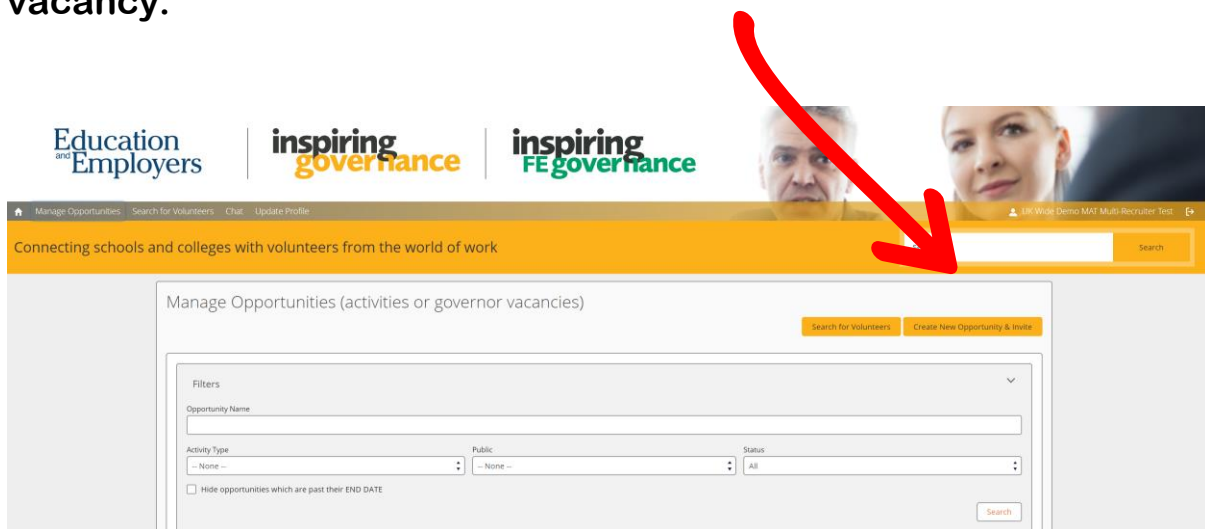 vacancy.
Education
and Employers
inspiring
governance
inspiring
FE governance
Manage Opportunities Search for Volunteers Chat Update Profile
UK Wide Demo MAT Multi-Recruiter Test
Connecting schools and colleges with volunteers from the world of work
Search
Manage Opportunities (activities or governor vacancies)
Search for Volunteers Create New Opportunity & Invite
Filters
Opportunity Name
Activity Type Public Status
-- None -- -- None -- All
Hide opportunities which are past their END DATE
Search